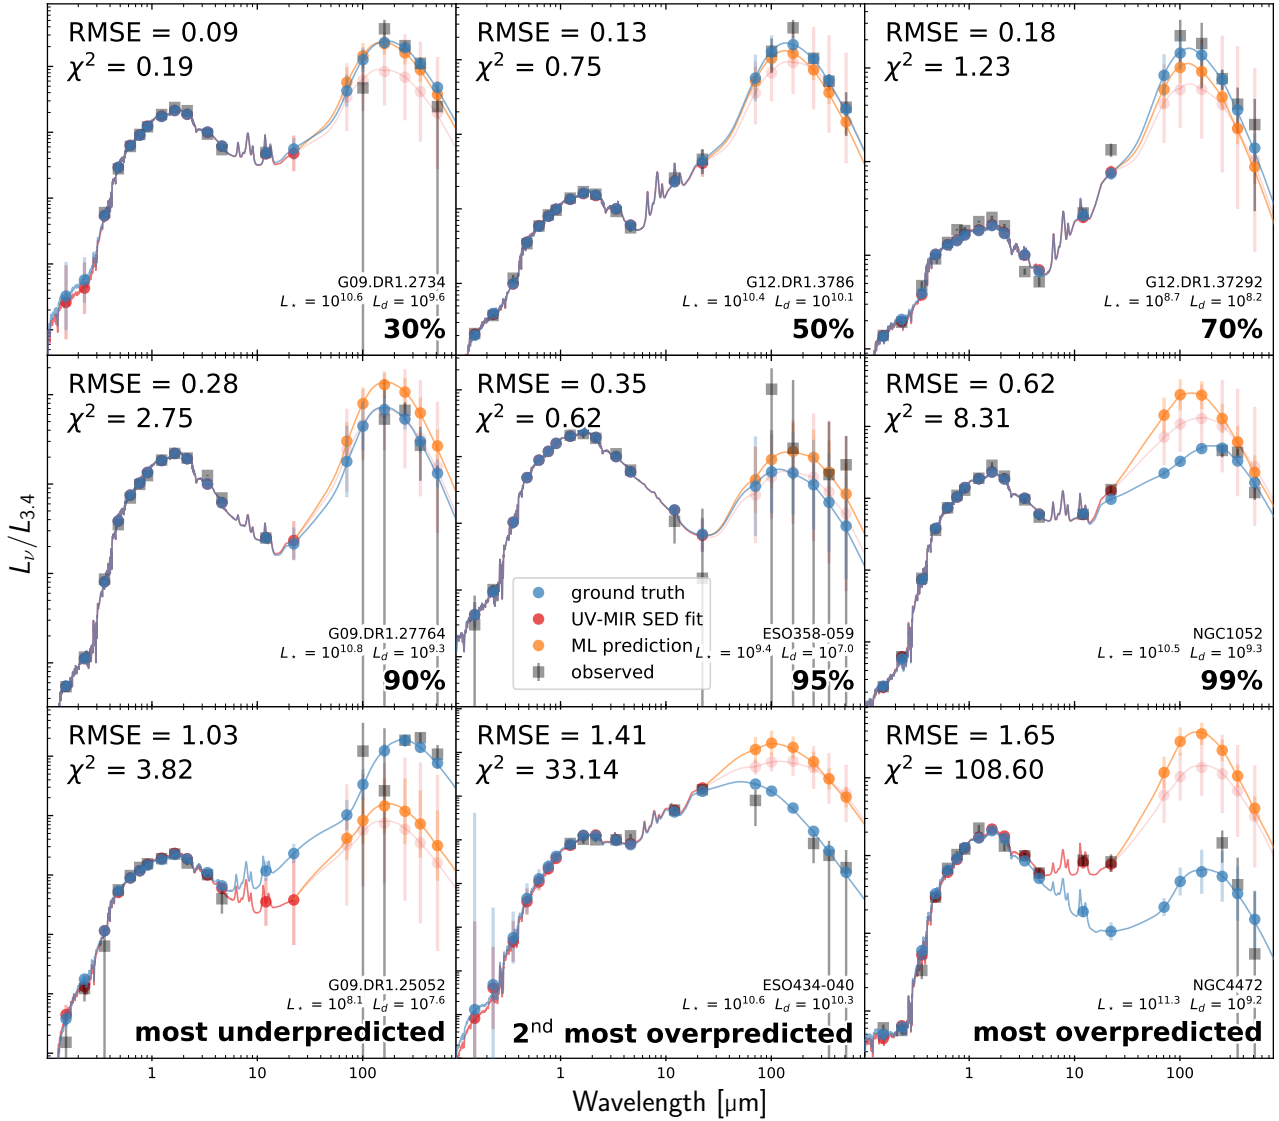 RMSE = 0.09
χ² = 0.19
G09.DR1.2734
L⋆ = 10^10.6 L_d = 10^9.6
30%
RMSE = 0.13
χ² = 0.75
G12.DR1.3786
L⋆ = 10^10.4 L_d = 10^10.1
50%
RMSE = 0.18
χ² = 1.23
G12.DR1.37292
L⋆ = 10^8.7 L_d = 10^8.2
70%
RMSE = 0.28
χ² = 2.75
G09.DR1.27764
L⋆ = 10^10.8 L_d = 10^9.3
90%
RMSE = 0.35
χ² = 0.62
ground truth
UV-MIR SED fit
ML prediction
observed
ESO358-059
L⋆ = 10^9.4 L_d = 10^7.0
95%
RMSE = 0.62
χ² = 8.31
NGC1052
L⋆ = 10^10.5 L_d = 10^9.3
99%
RMSE = 1.03
χ² = 3.82
G09.DR1.25052
L⋆ = 10^8.1 L_d = 10^7.6
most underpredicted
RMSE = 1.41
χ² = 33.14
ESO434-040
L⋆ = 10^10.6 L_d = 10^10.3
2nd most overpredicted
RMSE = 1.65
χ² = 108.60
NGC4472
L⋆ = 10^11.3 L_d = 10^9.2
most overpredicted
L_ν/L_3.4
1 10 100 1 10 100 1 10 100
Wavelength [μm]